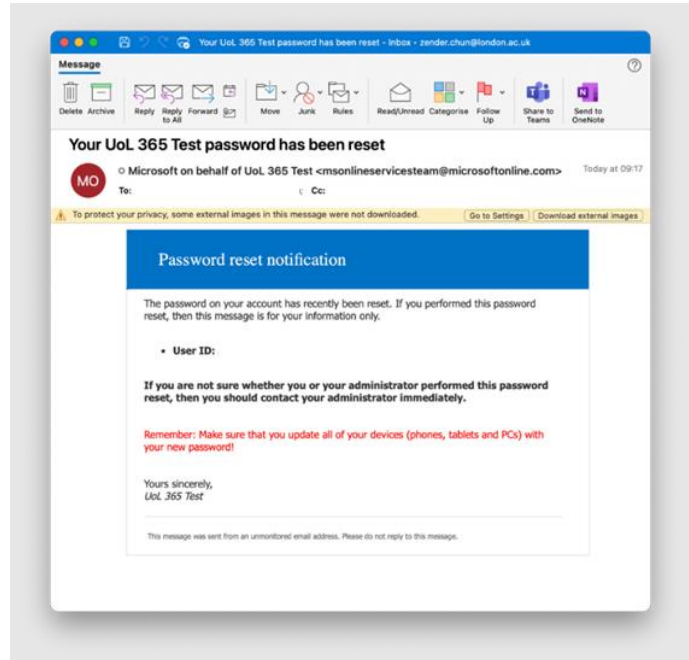 Your UoL 365 Test password has been reset - Inbox - zender.chun@london.ac.uk
Message
Delete Archive Reply Reply to All Forward Move Junk Rules Read/Unread Categorise Follow Up Share to Teams Send to OneNote
Your UoL 365 Test password has been reset
MO
Microsoft on behalf of UoL 365 Test <msonlineservicesteam@microsoftonline.com>
Today at 09:17
To: Cc:
To protect your privacy, some external images in this message were not downloaded. Go to Settings Download external images
Password reset notification
The password on your account has recently been reset. If you performed this password
reset, then this message is for your information only.
• User ID:
If you are not sure whether you or your administrator performed this password
reset, then you should contact your administrator immediately.
Remember: Make sure that you update all of your devices (phones, tablets and PCs) with
your new password!
Yours sincerely,
UoL 365 Test
This message was sent from an unmonitored email address. Please do not reply to this message.